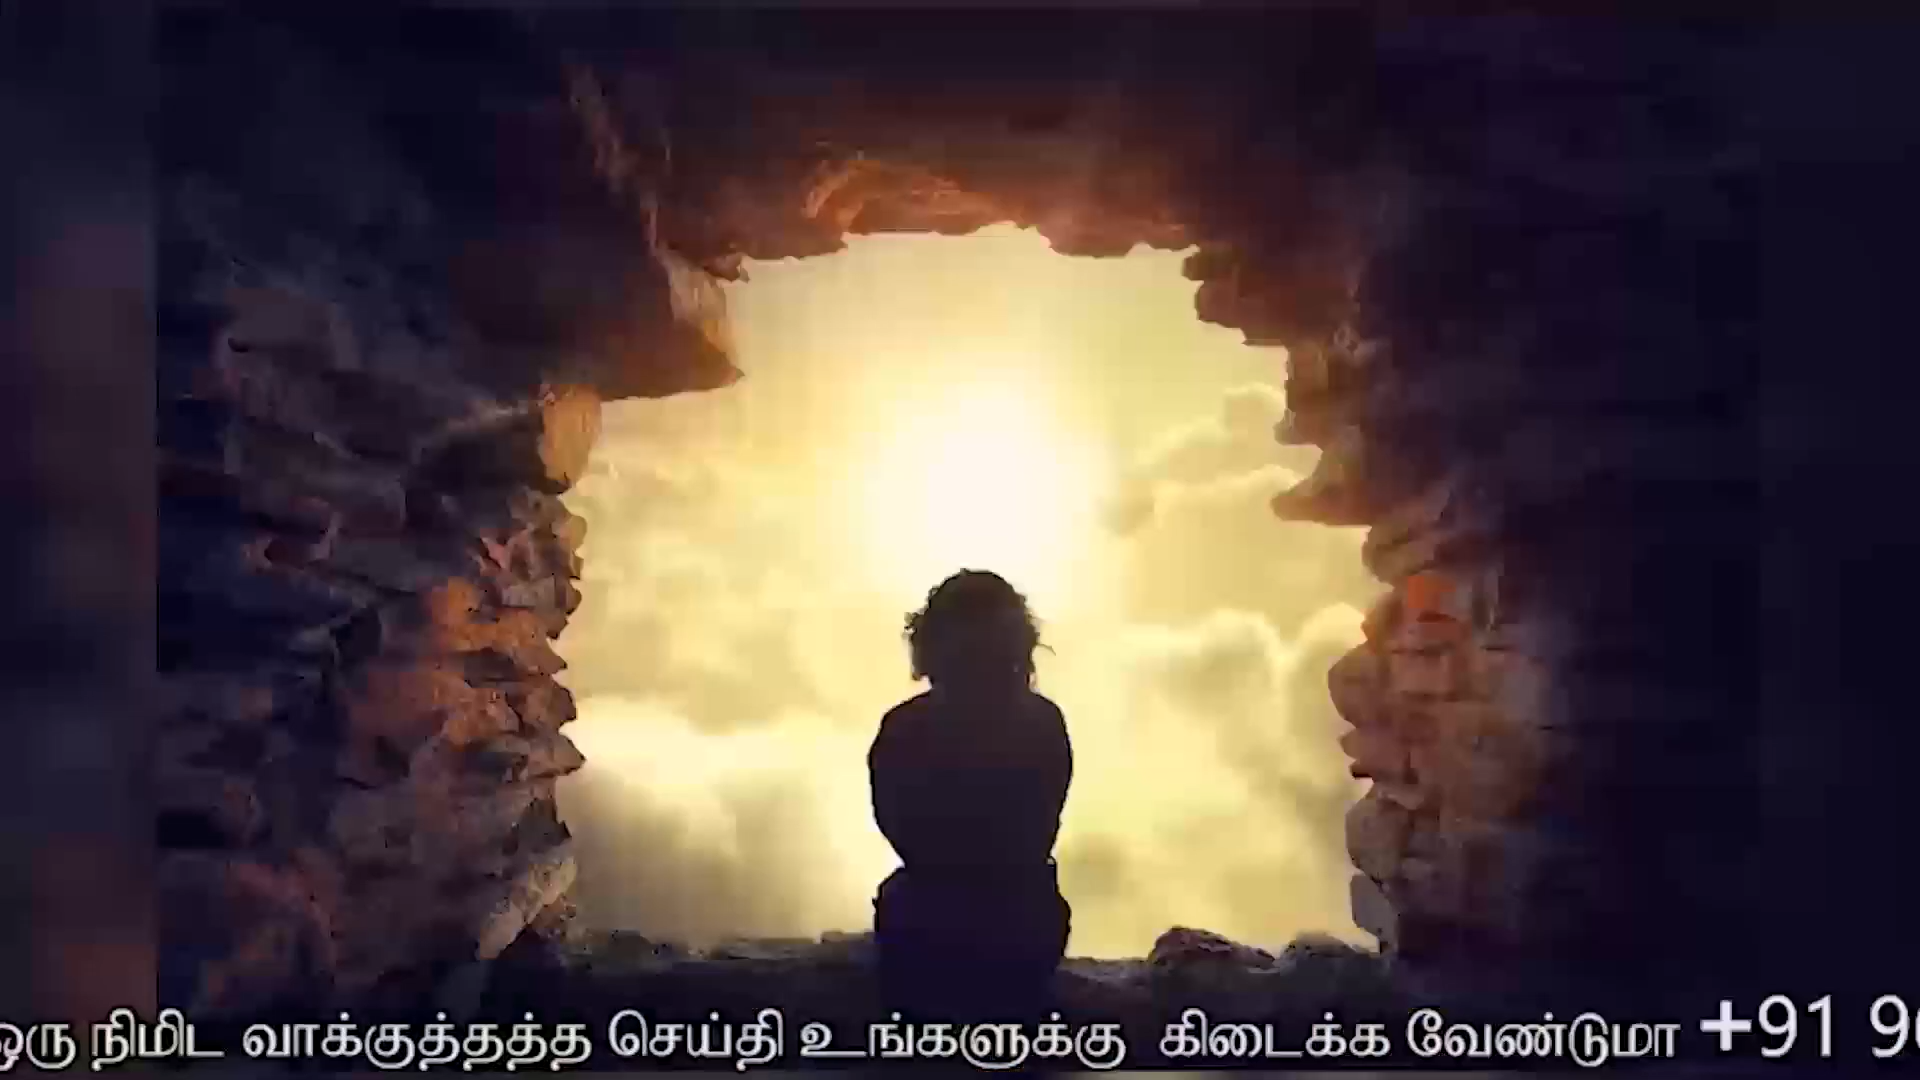 ஒரு நிமிட வாக்குத்தத்த செய்தி உங்களுக்கு கிடைக்க வேண்டுமா +91 9